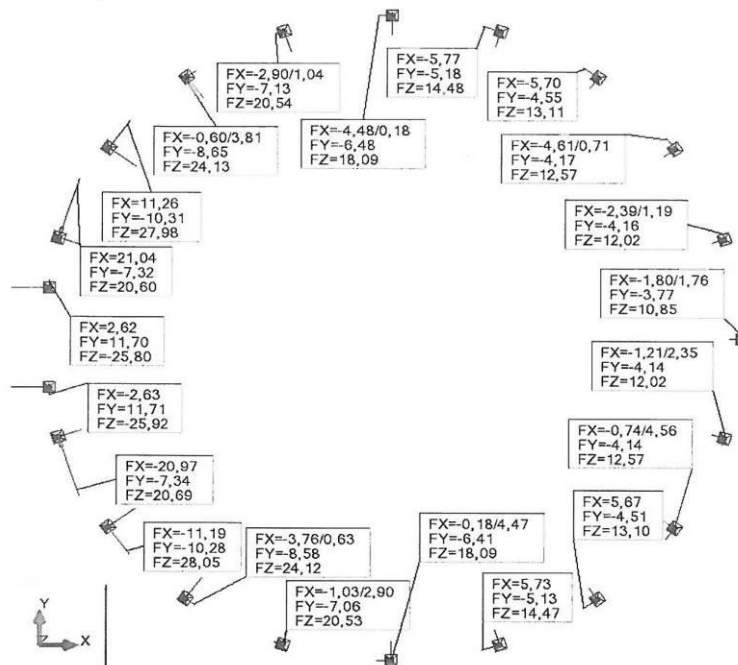 FX=-2,90/1,04
FY=-7,13
FZ=20,54
FX=-5,77
FY=-5,18
FZ=14,48
FX=-5,70
FY=-4,55
FZ=13,11
FX=-0,60/3,81
FY=-8,65
FZ=24,13
FX=-4,48/0,18
FY=-6,48
FZ=18,09
FX=-4,61/0,71
FY=-4,17
FZ=12,57
FX=11,26
FY=-10,31
FZ=27,98
FX=-2,39/1,19
FY=-4,16
FZ=12,02
FX=21,04
FY=-7,32
FZ=20,60
FX=-1,80/1,76
FY=-3,77
FZ=10,85
FX=2,62
FY=11,70
FZ=-25,80
FX=-1,21/2,35
FY=-4,14
FZ=12,02
FX=-2,63
FY=11,71
FZ=-25,92
FX=-0,74/4,56
FY=-4,14
FZ=12,57
FX=-20,97
FY=-7,34
FZ=20,69
FX=5,67
FY=-4,51
FZ=13,10
FX=-11,19
FY=-10,28
FZ=28,05
FX=-3,76/0,63
FY=-8,58
FZ=24,12
FX=-0,18/4,47
FY=-6,41
FZ=18,09
FX=-1,03/2,90
FY=-7,06
FZ=20,53
FX=5,73
FY=-5,13
FZ=14,47
Y
X